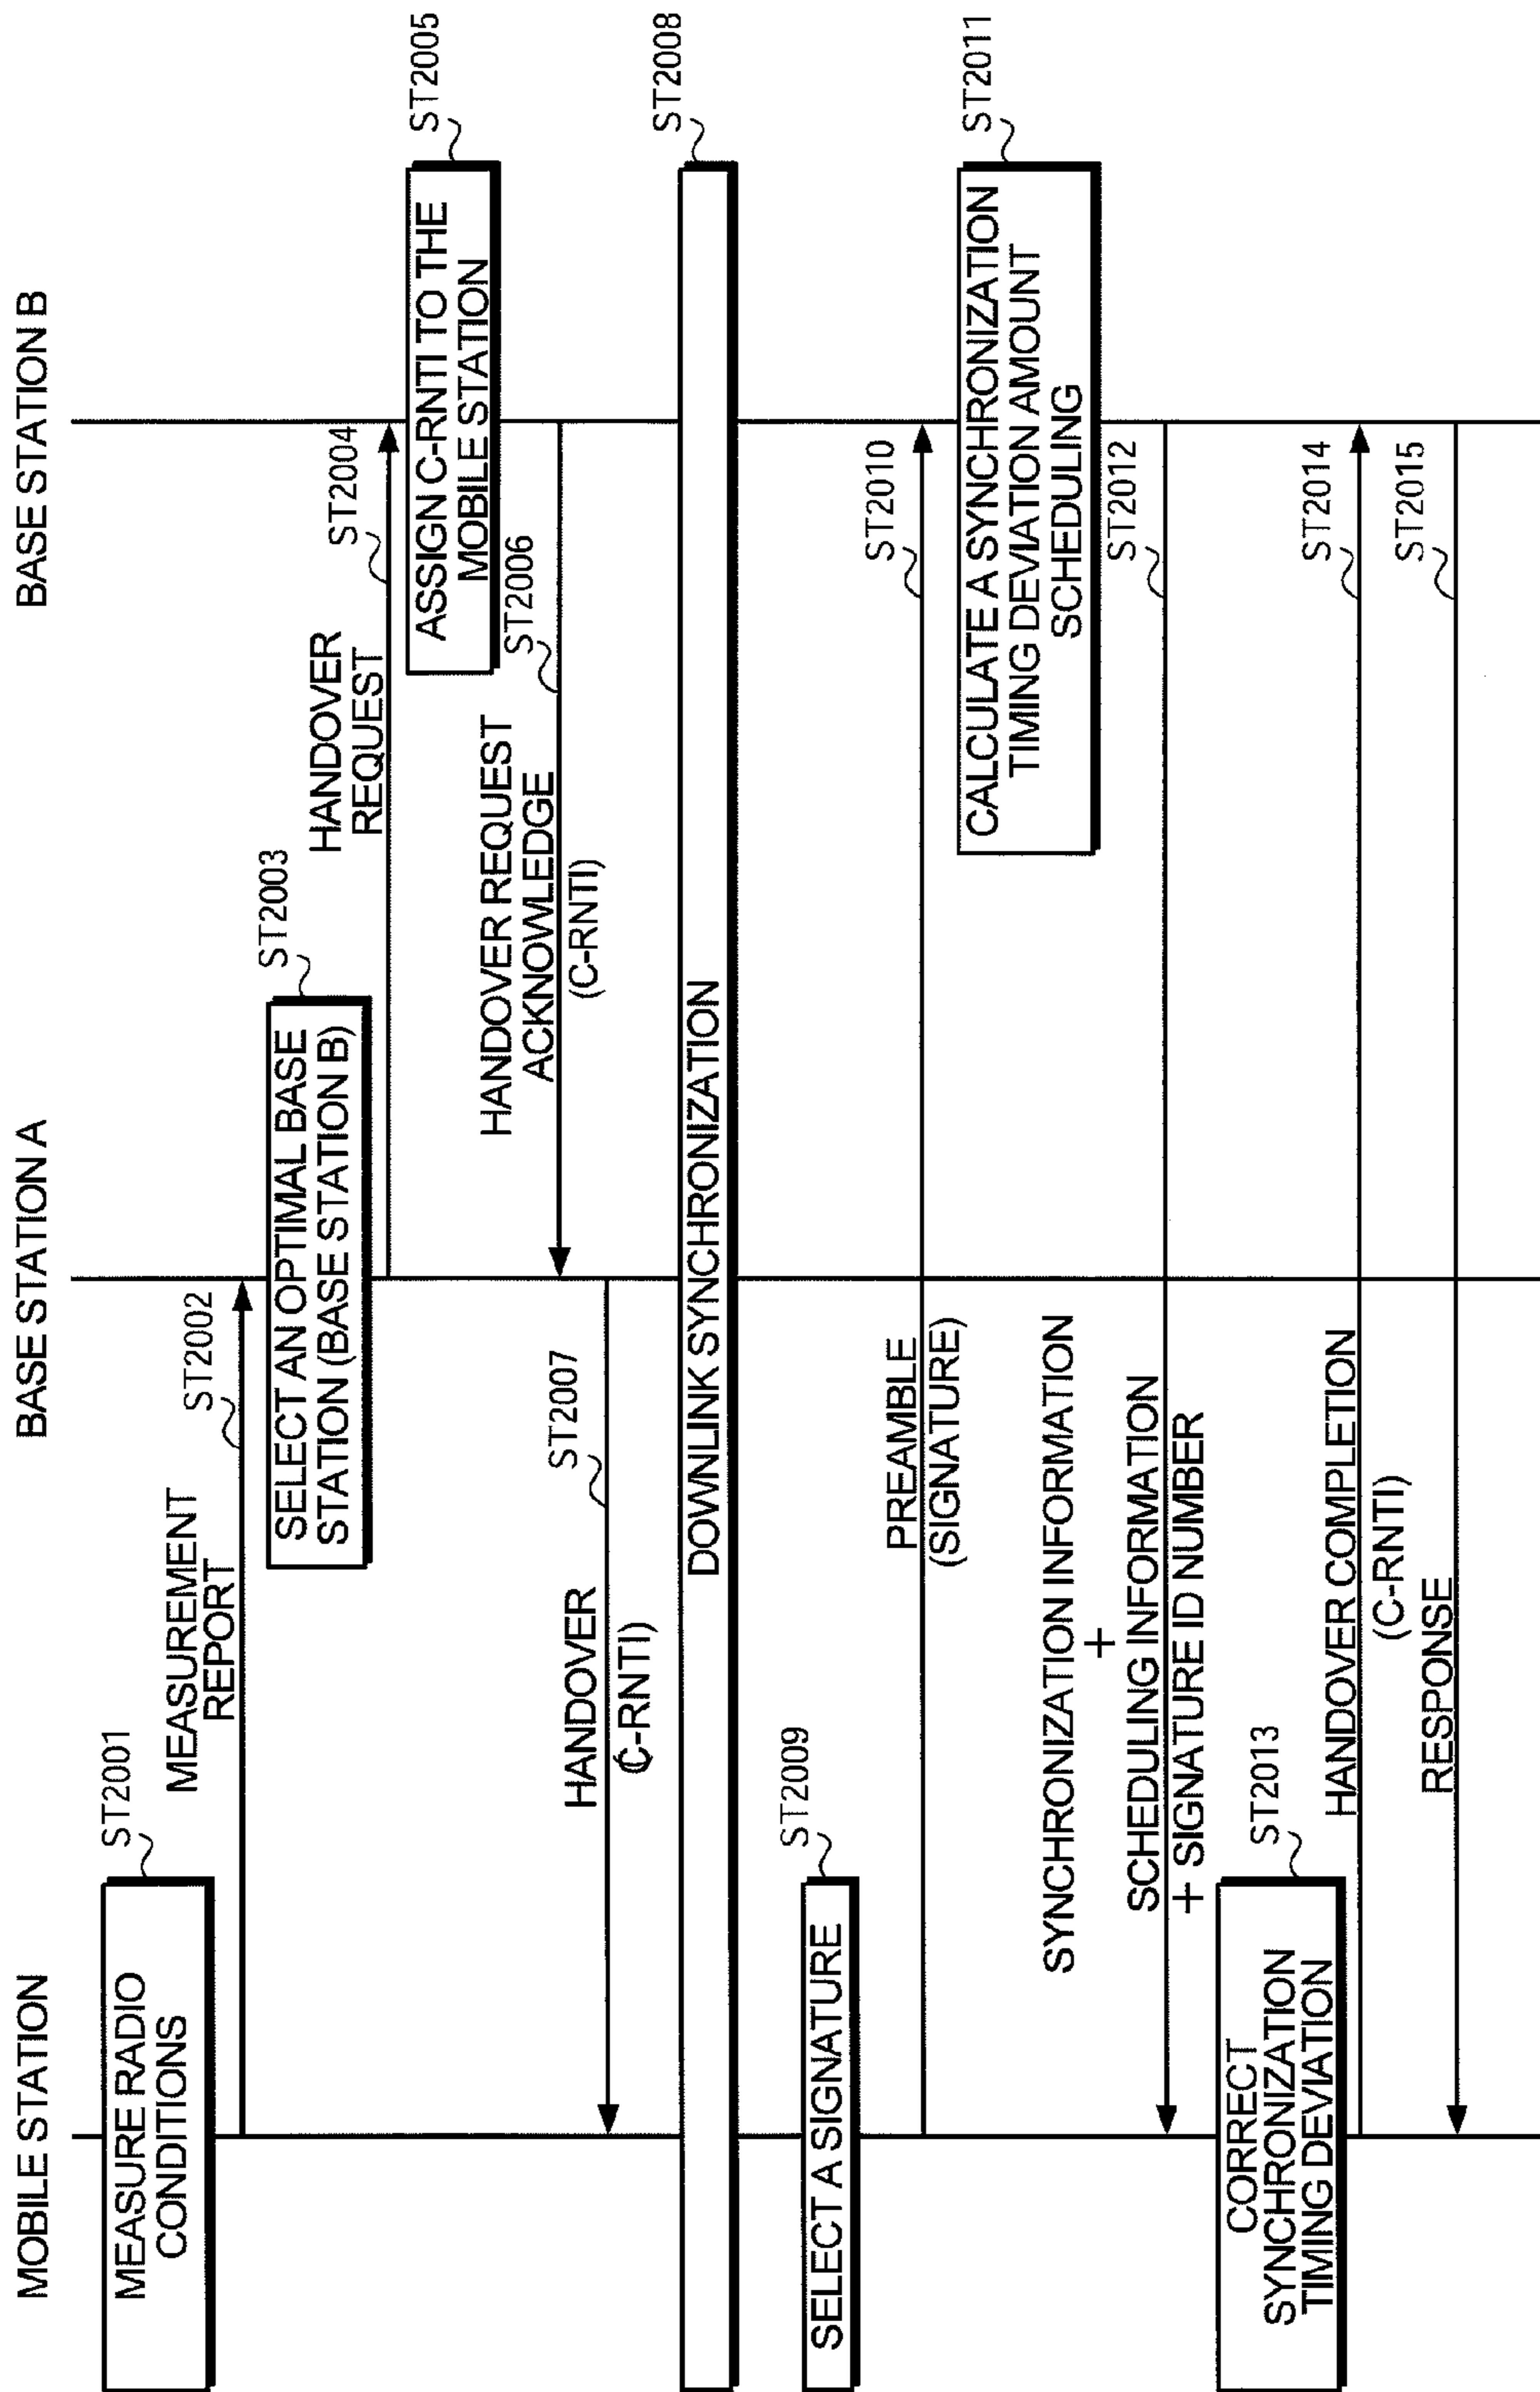 MOBILE STATION
BASE STATION A
BASE STATION B
MEASURE RADIO
CONDITIONS
ST2001
MEASUREMENT
REPORT
ST2002
SELECT AN OPTIMAL BASE
STATION (BASE STATION B)
ST2003
HANDOVER
REQUEST
ST2004
ASSIGN C-RNTI TO THE
MOBILE STATION
ST2005
HANDOVER REQUEST
ACKNOWLEDGE
(C-RNTI)
ST2006
HANDOVER
(C-RNTI)
ST2007
DOWNLINK SYNCHRONIZATION
ST2008
SELECT A SIGNATURE
ST2009
PREAMBLE
(SIGNATURE)
ST2010
CALCULATE A SYNCHRONIZATION
TIMING DEVIATION AMOUNT
SCHEDULING
ST2011
SYNCHRONIZATION INFORMATION
+
SCHEDULING INFORMATION
+ SIGNATURE ID NUMBER
ST2012
CORRECT
SYNCHRONIZATION
TIMING DEVIATION
ST2013
HANDOVER COMPLETION
(C-RNTI)
ST2014
RESPONSE
ST2015